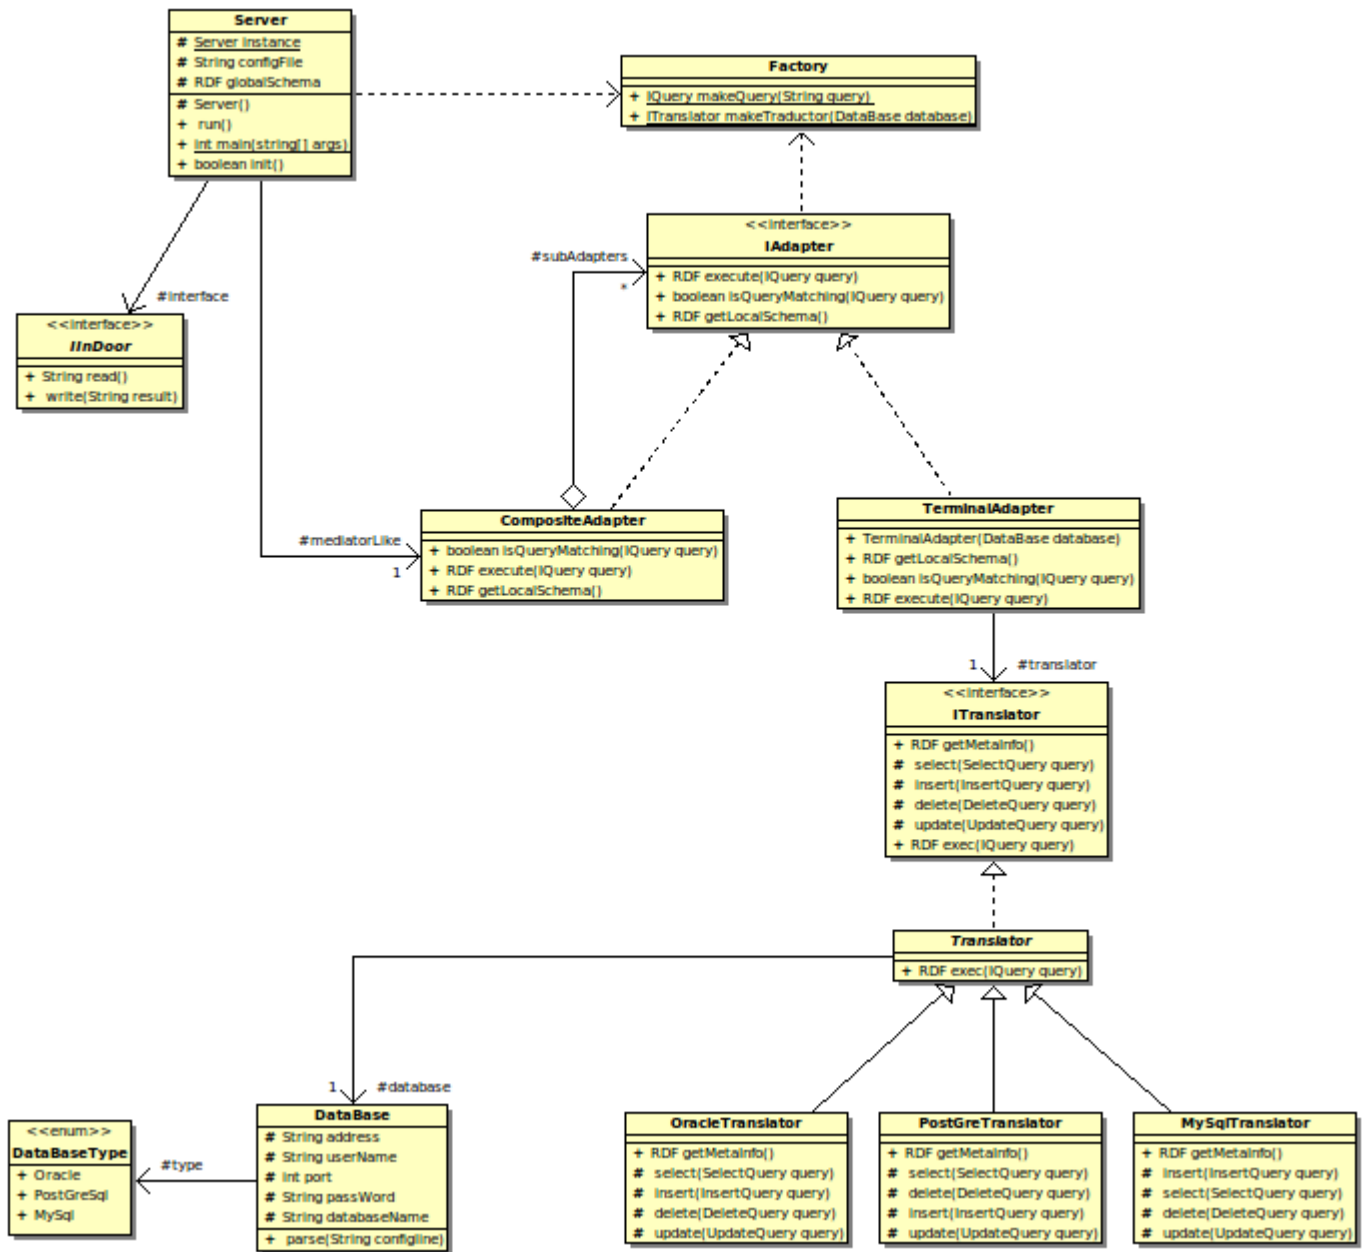 Server
# Server instance
# String configFile
# RDF globalSchema
# Server()
+ run()
+ int main(string[] args)
+ boolean init()
Factory
+ IQuery makeQuery(String query)
+ ITranslator makeTraductor(DataBase database)
<<interface>>
IAdapter
+ RDF execute(IQuery query)
+ boolean isQueryMatching(IQuery query)
+ RDF getLocalSchema()
#subAdapters
*
#interface
<<interface>>
IInDoor
+ String read()
+ write(String result)
#mediatorLike
1
CompositeAdapter
+ boolean isQueryMatching(IQuery query)
+ RDF execute(IQuery query)
+ RDF getLocalSchema()
TerminalAdapter
+ TerminalAdapter(DataBase database)
+ RDF getLocalSchema()
+ boolean isQueryMatching(IQuery query)
+ RDF execute(IQuery query)
1 #translator
<<interface>>
ITranslator
+ RDF getMetaInfo()
# select(SelectQuery query)
# insert(InsertQuery query)
# delete(DeleteQuery query)
# update(UpdateQuery query)
+ RDF exec(IQuery query)
Translator
+ RDF exec(IQuery query)
1 #database
DataBase
# String address
# String userName
# int port
# String passWord
# String databaseName
+ parse(String configline)
#type
<<enum>>
DataBaseType
+ Oracle
+ PostGreSql
+ MySql
OracleTranslator
+ RDF getMetaInfo()
# select(SelectQuery query)
# insert(InsertQuery query)
# delete(DeleteQuery query)
# update(UpdateQuery query)
PostGreTranslator
+ RDF getMetaInfo()
# select(SelectQuery query)
# delete(DeleteQuery query)
# insert(InsertQuery query)
# update(UpdateQuery query)
MySqlTranslator
+ RDF getMetaInfo()
# insert(InsertQuery query)
# select(SelectQuery query)
# delete(DeleteQuery query)
# update(UpdateQuery query)